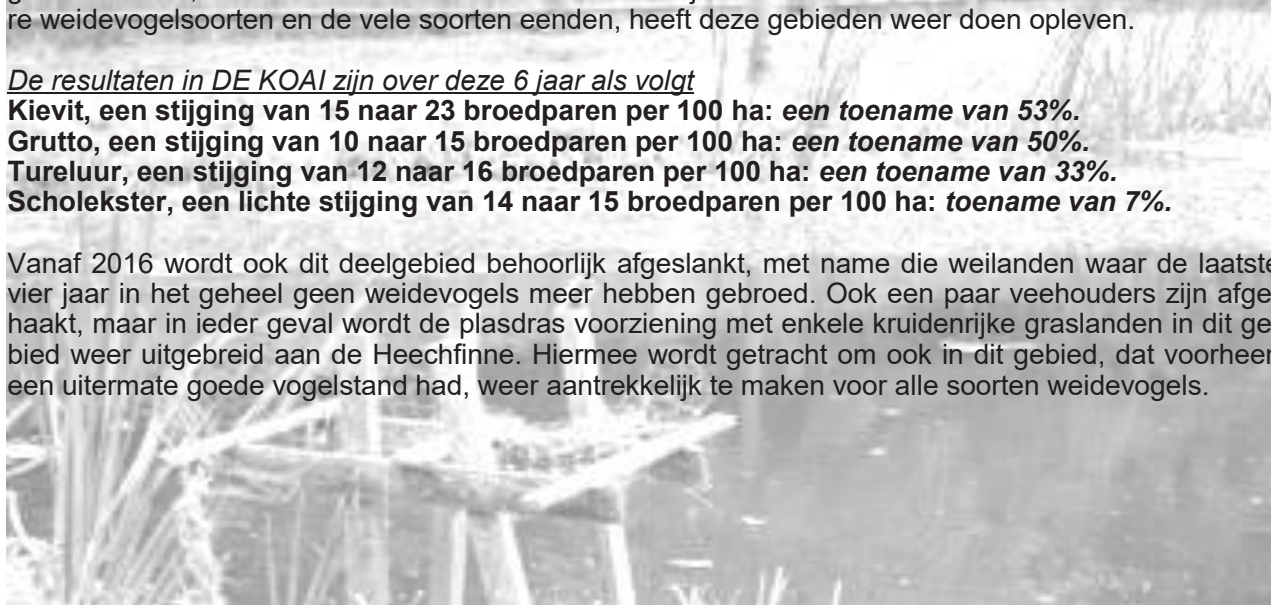 re weidevogelsoorten en de vele soorten eenden, heeft deze gebieden weer doen opleven.
De resultaten in DE KOAI zijn over deze 6 jaar als volgt
Kievit, een stijging van 15 naar 23 broedparen per 100 ha: een toename van 53%.
Grutto, een stijging van 10 naar 15 broedparen per 100 ha: een toename van 50%.
Tureluur, een stijging van 12 naar 16 broedparen per 100 ha: een toename van 33%.
Scholekster, een lichte stijging van 14 naar 15 broedparen per 100 ha: toename van 7%.
Vanaf 2016 wordt ook dit deelgebied behoorlijk afgeslankt, met name die weilanden waar de laatste
vier jaar in het geheel geen weidevogels meer hebben gebroed. Ook een paar veehouders zijn afge
haakt, maar in ieder geval wordt de plasdras voorziening met enkele kruidenrijke graslanden in dit ge
bied weer uitgebreid aan de Heechfinne. Hiermee wordt getracht om ook in dit gebied, dat voorheen
een uitermate goede vogelstand had, weer aantrekkelijk te maken voor alle soorten weidevogels.